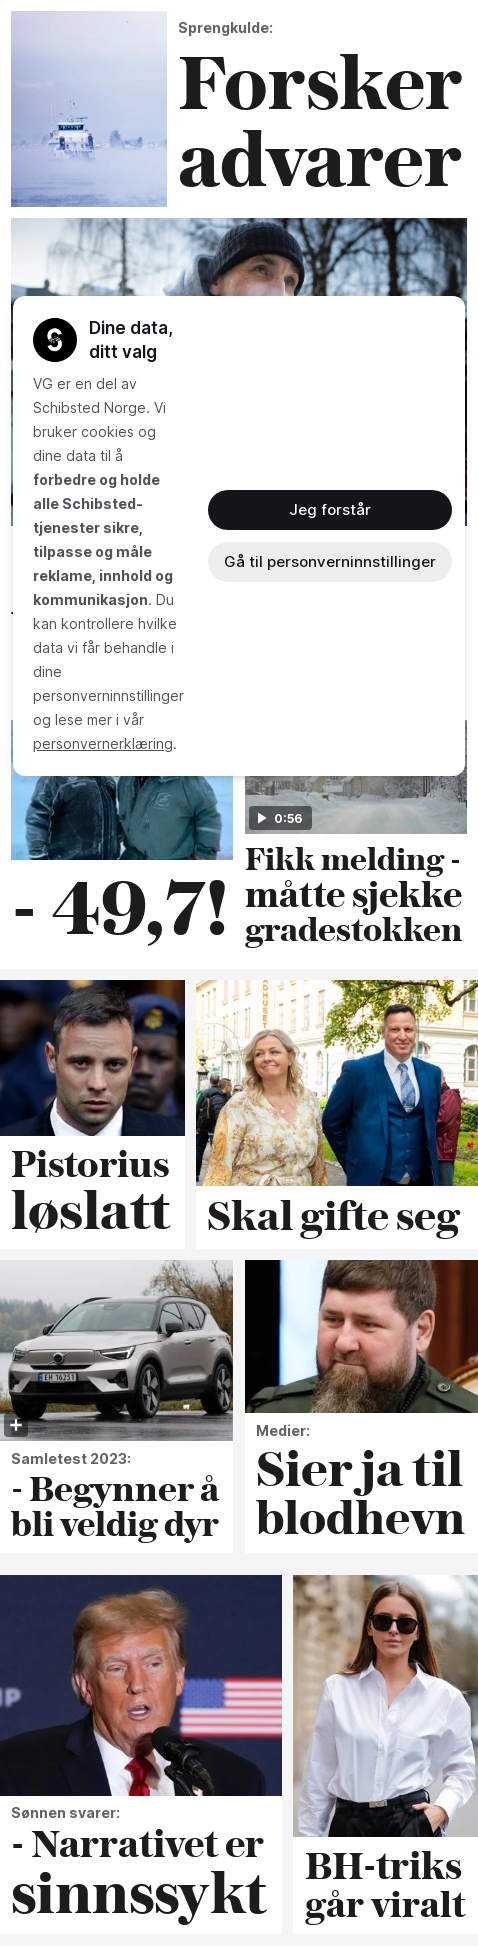 Sprengkulde:
Forsker
advarer
Dine data,
ditt valg
VG er en del av
Schibsted Norge. Vi
bruker cookies og
dine data til å
forbedre og holde
alle Schibsted-
tjenester sikre,
tilpasse og måle
reklame, innhold og
kommunikasjon. Du
kan kontrollere hvilke
data vi får behandle i
dine
personverninnstillinger
og lese mer i vår
personvernerklæring.
Jeg forstår
Gå til personverninnstillinger
0:56
- 49,7!
Fikk melding -
måtte sjekke
gradestokken
Pistorius
løslatt
Skal gifte seg
EH 16251
Samletest 2023:
- Begynner å
bli veldig dyr
Medier:
Sier ja til
blodhevn
Sønnen svarer:
- Narrativet er
sinnssykt
BH-triks
går viralt